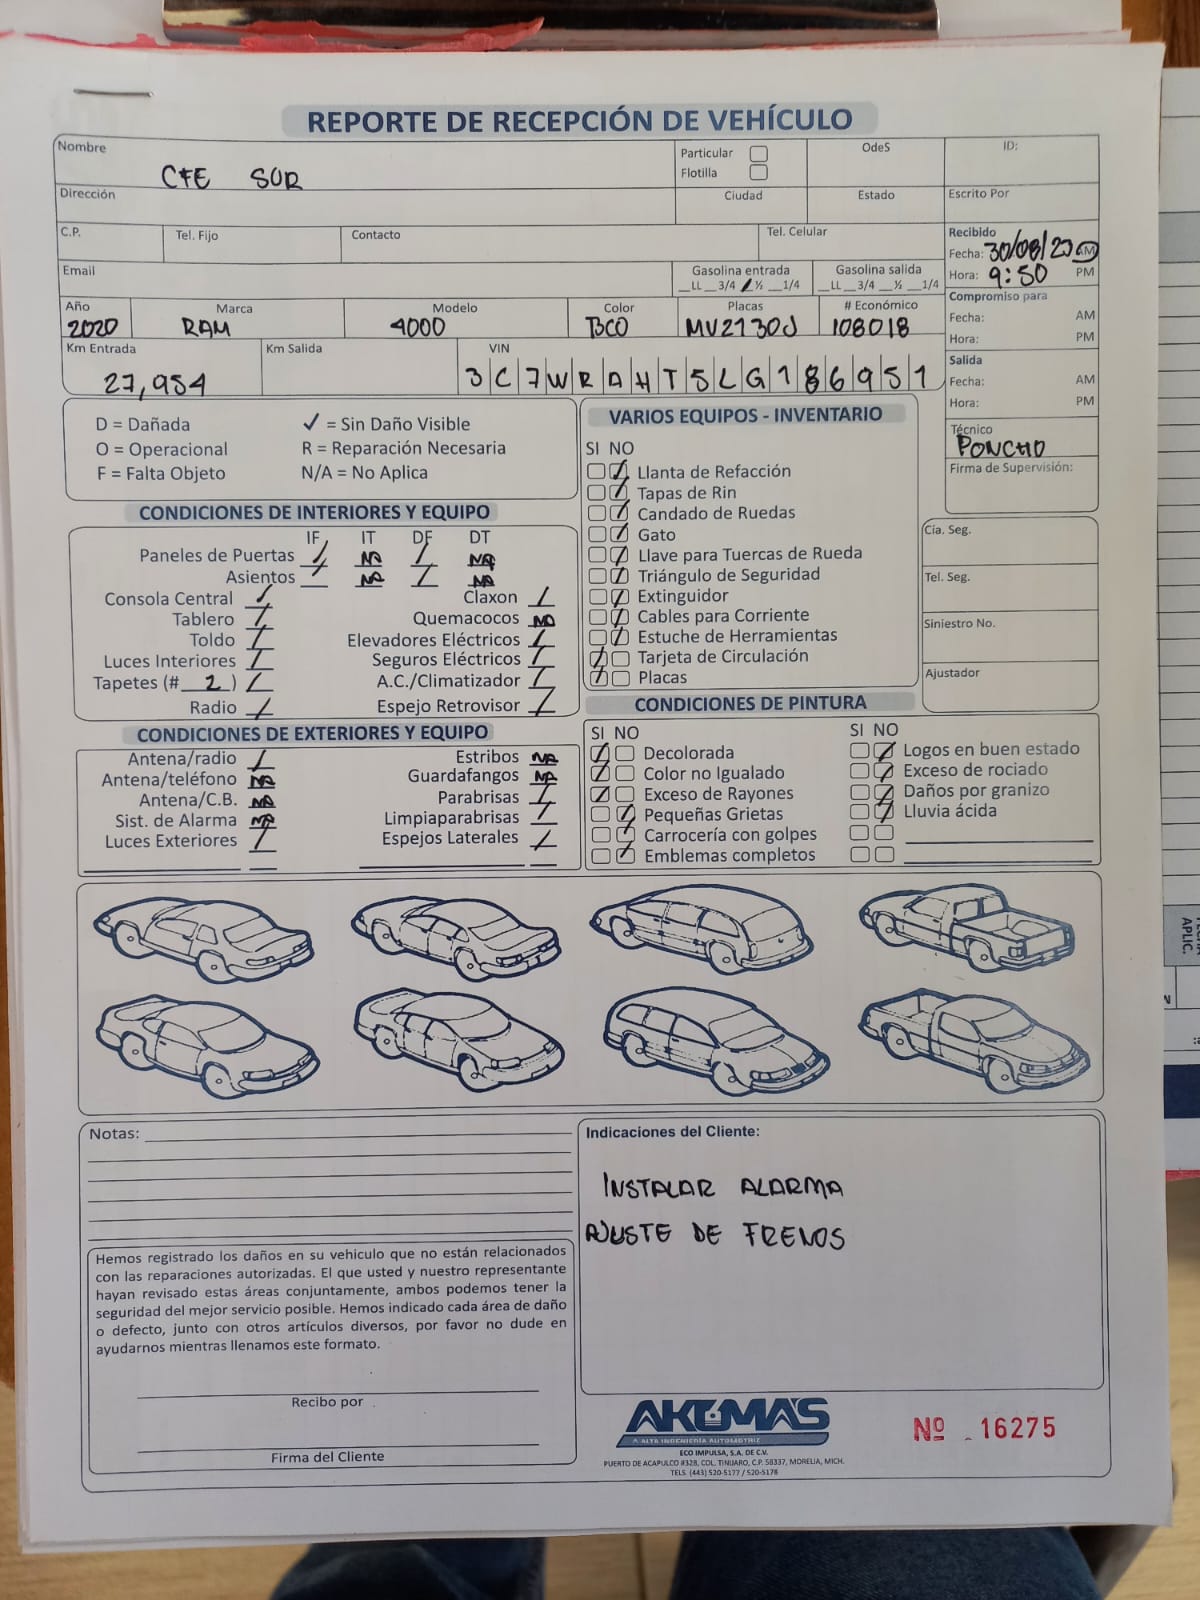 REPORTE DE RECEPCIÓN DE VEHÍCULO
Nombre CFE SUR
Particular
Flotilla
OdeS
ID:
Dirección
Ciudad
Estado
Escrito Por
C.P.
Tel. Fijo
Contacto
Tel. Celular
Recibido
Fecha: 30/08/20 AM
Hora: 9:50 PM
Email
Gasolina entrada
__LL __3/4 __½ __1/4
Gasolina salida
__LL __3/4 __½ __1/4
Compromiso para
Fecha: AM
Hora: PM
Año 2020
Marca RAM
Modelo 4000
Color BCO
Placas MV2130J
# Económico 108018
Km Entrada 27,954
Km Salida
VIN 3C7WRAHT5LG186951
Salida
Fecha: AM
Hora: PM
Técnico
PONCHO
Firma de Supervisión:
D = Dañada
✓ = Sin Daño Visible
O = Operacional
R = Reparación Necesaria
F = Falta Objeto
N/A = No Aplica
CONDICIONES DE INTERIORES Y EQUIPO
IF IT DF DT
Paneles de Puertas / NA / NA
Asientos / NA / NA
Consola Central /
Claxon /
Tablero /
Quemacocos NA
Toldo /
Elevadores Eléctricos /
Luces Interiores /
Seguros Eléctricos /
Tapetes (# 2 ) /
A.C./Climatizador /
Radio /
Espejo Retrovisor /
CONDICIONES DE EXTERIORES Y EQUIPO
Antena/radio /
Estribos NA
Antena/teléfono NA
Guardafangos NA
Antena/C.B. NA
Parabrisas /
Sist. de Alarma NA
Limpiaparabrisas /
Luces Exteriores /
Espejos Laterales /
VARIOS EQUIPOS - INVENTARIO
SI NO
Llanta de Refacción
Tapas de Rin
Candado de Ruedas
Gato
Llave para Tuercas de Rueda
Triángulo de Seguridad
Extinguidor
Cables para Corriente
Estuche de Herramientas
Tarjeta de Circulación
Placas
Cía. Seg.
Tel. Seg.
Siniestro No.
Ajustador
CONDICIONES DE PINTURA
SI NO
Decolorada
Color no Igualado
Exceso de Rayones
Pequeñas Grietas
Carrocería con golpes
Emblemas completos
SI NO
Logos en buen estado
Exceso de rociado
Daños por granizo
Lluvia ácida
Notas:
Indicaciones del Cliente:
INSTALAR ALARMA
AJUSTE DE FRENOS
Hemos registrado los daños en su vehiculo que no están relacionados
con las reparaciones autorizadas. El que usted y nuestro representante
hayan revisado estas áreas conjuntamente, ambos podemos tener la
seguridad del mejor servicio posible. Hemos indicado cada área de daño
o defecto, junto con otros artículos diversos, por favor no dude en
ayudarnos mientras llenamos este formato.
Recibo por
Firma del Cliente
AKUMA'S
A ALTA INGENIERÍA AUTOMOTRIZ
ECO IMPULSA, S.A. DE C.V.
PUERTO DE ACAPULCO #328, COL. TINIJARO, C.P. 58337, MORELIA, MICH.
TELS. (443) 520-5177 / 520-5178
Nº 16275
APLIC.